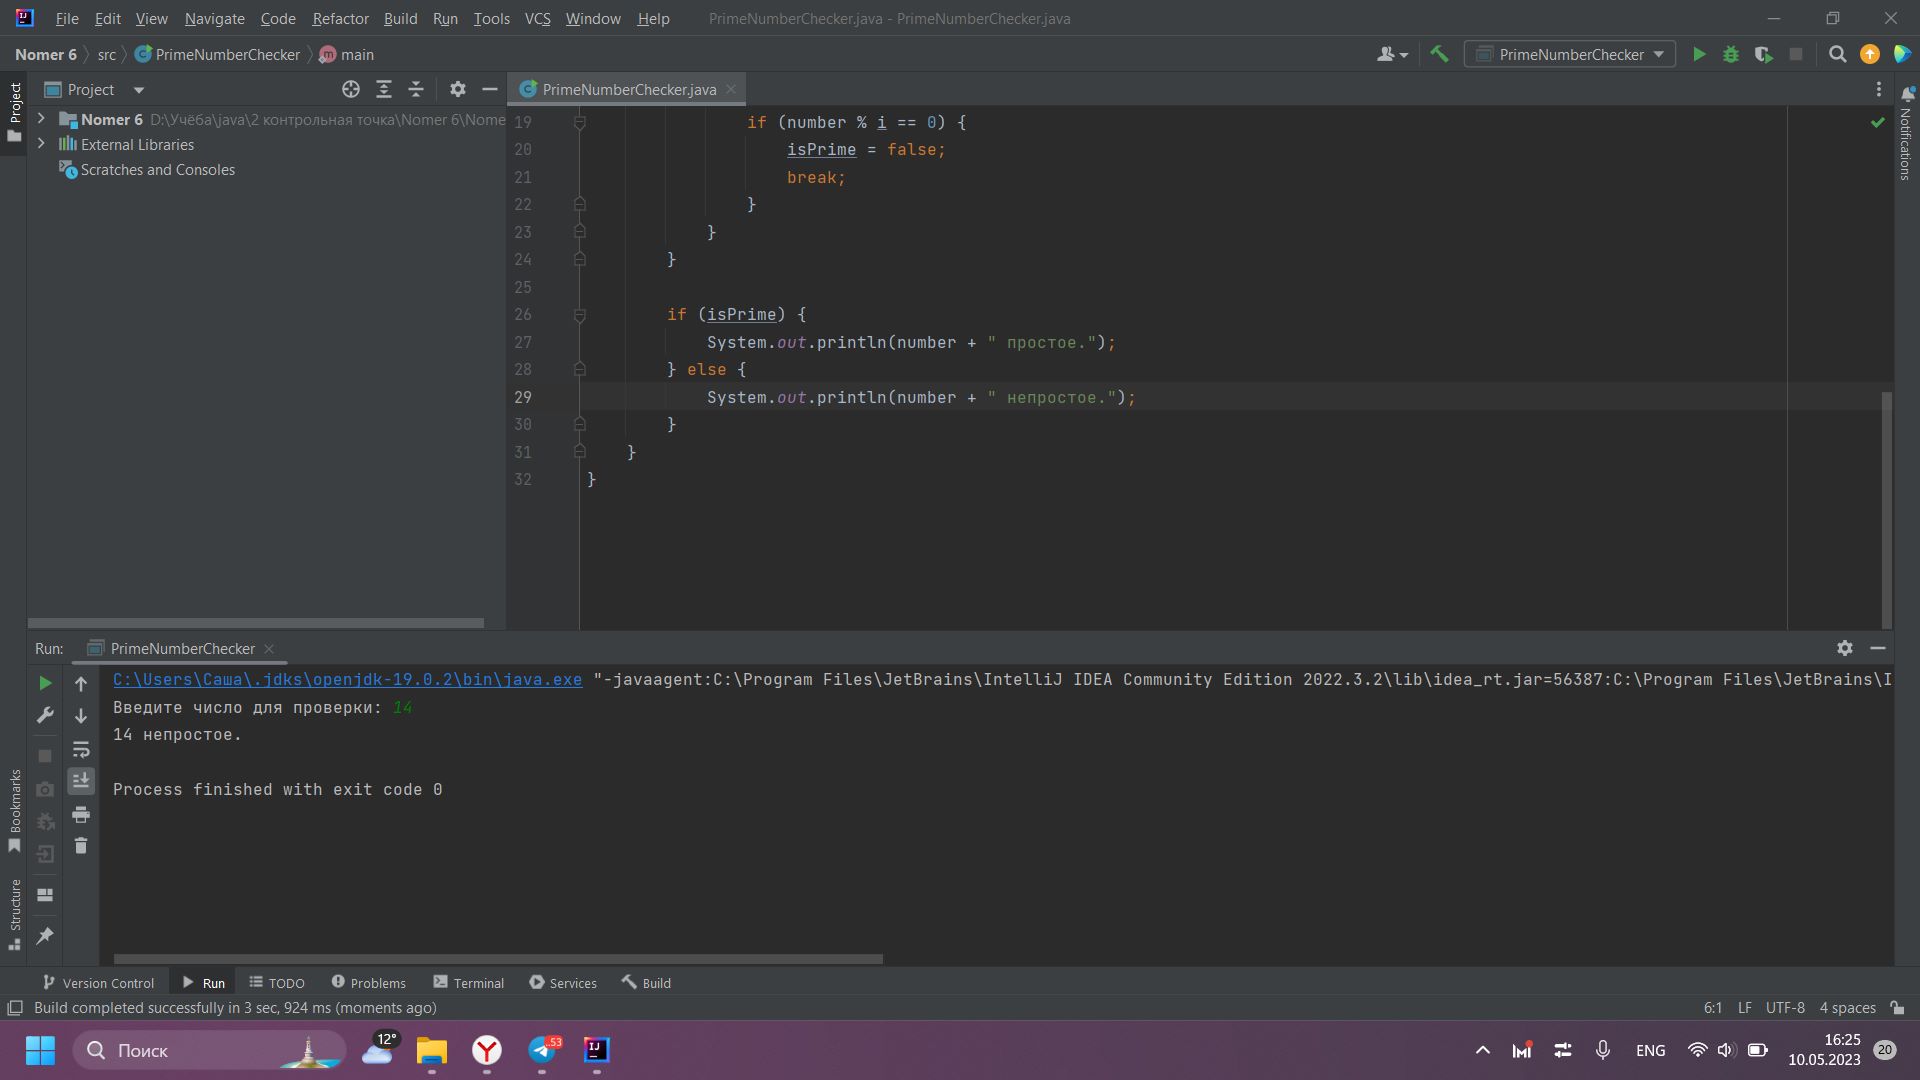 File Edit View Navigate Code Refactor Build Run Tools VCS Window Help PrimeNumberChecker.java - PrimeNumberChecker.java
Nomer 6 src PrimeNumberChecker main PrimeNumberChecker
Project PrimeNumberChecker.java
Project
Notifications
Nomer 6 D:\Учёба\java\2 контрольная точка\Nomer 6\Nome
External Libraries
Scratches and Consoles
19 if (number % i == 0) {
20 isPrime = false;
21 break;
22 }
23 }
24 }
25
26 if (isPrime) {
27 System.out.println(number + " простое.");
28 } else {
29 System.out.println(number + " непростое.");
30 }
31 }
32 }
Run: PrimeNumberChecker
C:\Users\Саша\.jdks\openjdk-19.0.2\bin\java.exe "-javaagent:C:\Program Files\JetBrains\IntelliJ IDEA Community Edition 2022.3.2\lib\idea_rt.jar=56387:C:\Program Files\JetBrains\I
Введите число для проверки: 14
14 непростое.
Process finished with exit code 0
Bookmarks
Structure
Version Control Run TODO Problems Terminal Services Build
Build completed successfully in 3 sec, 924 ms (moments ago) 6:1 LF UTF-8 4 spaces
Поиск 12° ..53 IJ ENG 16:25 20
10.05.2023